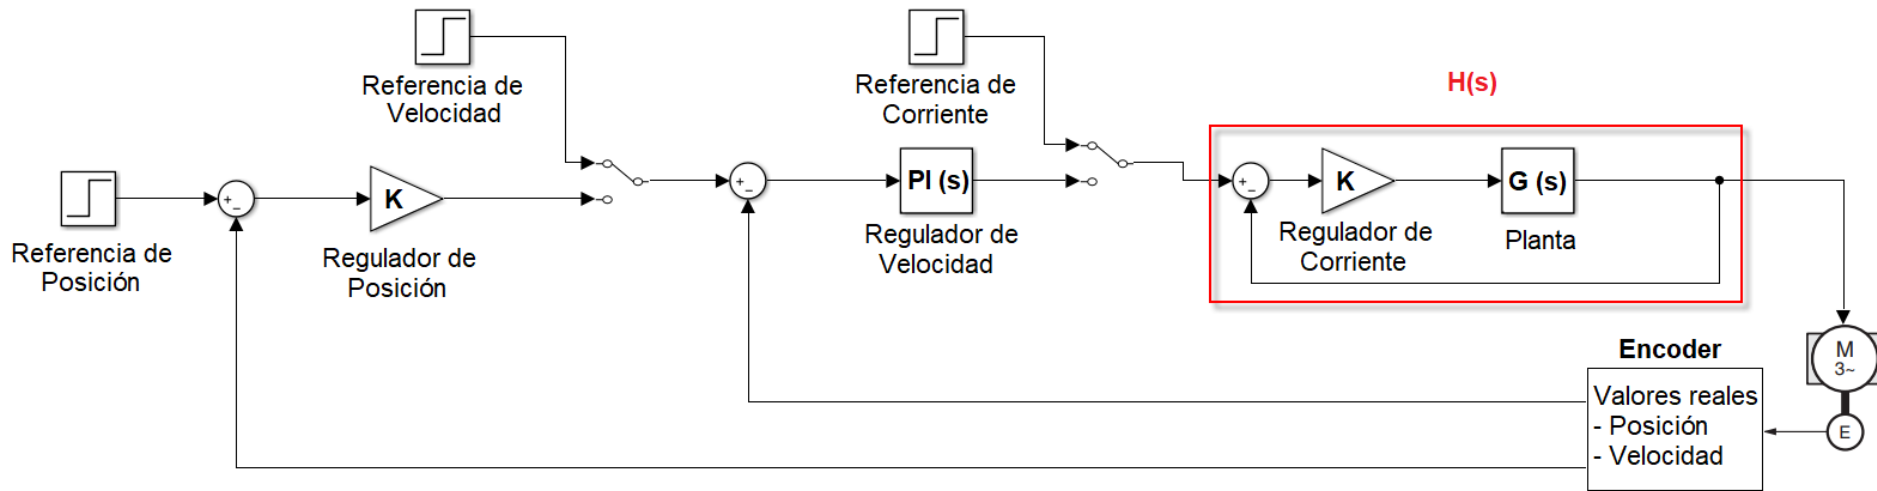 Referencia de
Velocidad
Referencia de
Corriente
H(s)
Referencia de
Posición
+
-
K
Regulador de
Posición
+
-
PI (s)
Regulador de
Velocidad
+
-
K
Regulador de
Corriente
G (s)
Planta
Encoder
Valores reales
- Posición
- Velocidad
M
3~
E